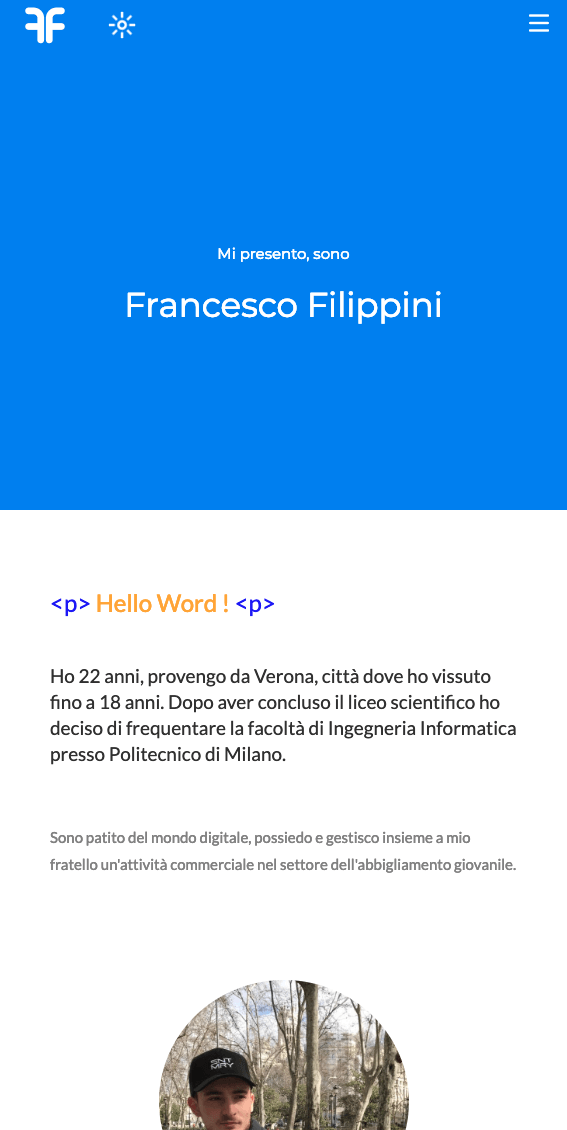 Mi presento, sono
Francesco Filippini
<p> Hello Word ! <p>
Ho 22 anni, provengo da Verona, città dove ho vissuto
fino a 18 anni. Dopo aver concluso il liceo scientifico ho
deciso di frequentare la facoltà di Ingegneria Informatica
presso Politecnico di Milano.
Sono patito del mondo digitale, possiedo e gestisco insieme a mio
fratello un'attività commerciale nel settore dell'abbigliamento giovanile.